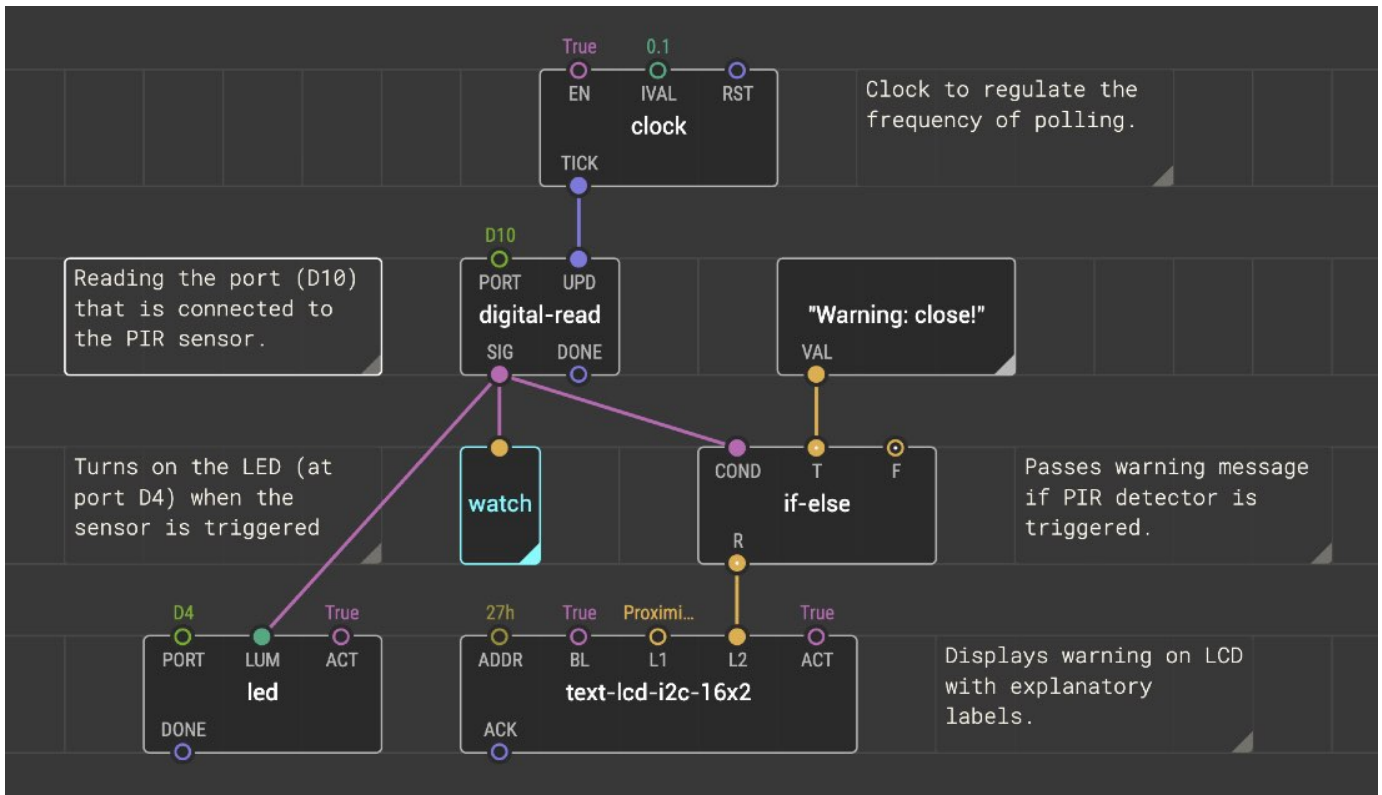 True 0.1
EN IVAL RST
clock
TICK
Clock to regulate the
frequency of polling.
Reading the port (D10)
that is connected to
the PIR sensor.
D10
PORT UPD
digital-read
SIG DONE
"Warning: close!"
VAL
Turns on the LED (at
port D4) when the
sensor is triggered
watch
COND T F
if-else
R
Passes warning message
if PIR detector is
triggered.
D4 True
PORT LUM ACT
led
DONE
27h True Proximi... True
ADDR BL L1 L2 ACT
text-lcd-i2c-16x2
ACK
Displays warning on LCD
with explanatory
labels.